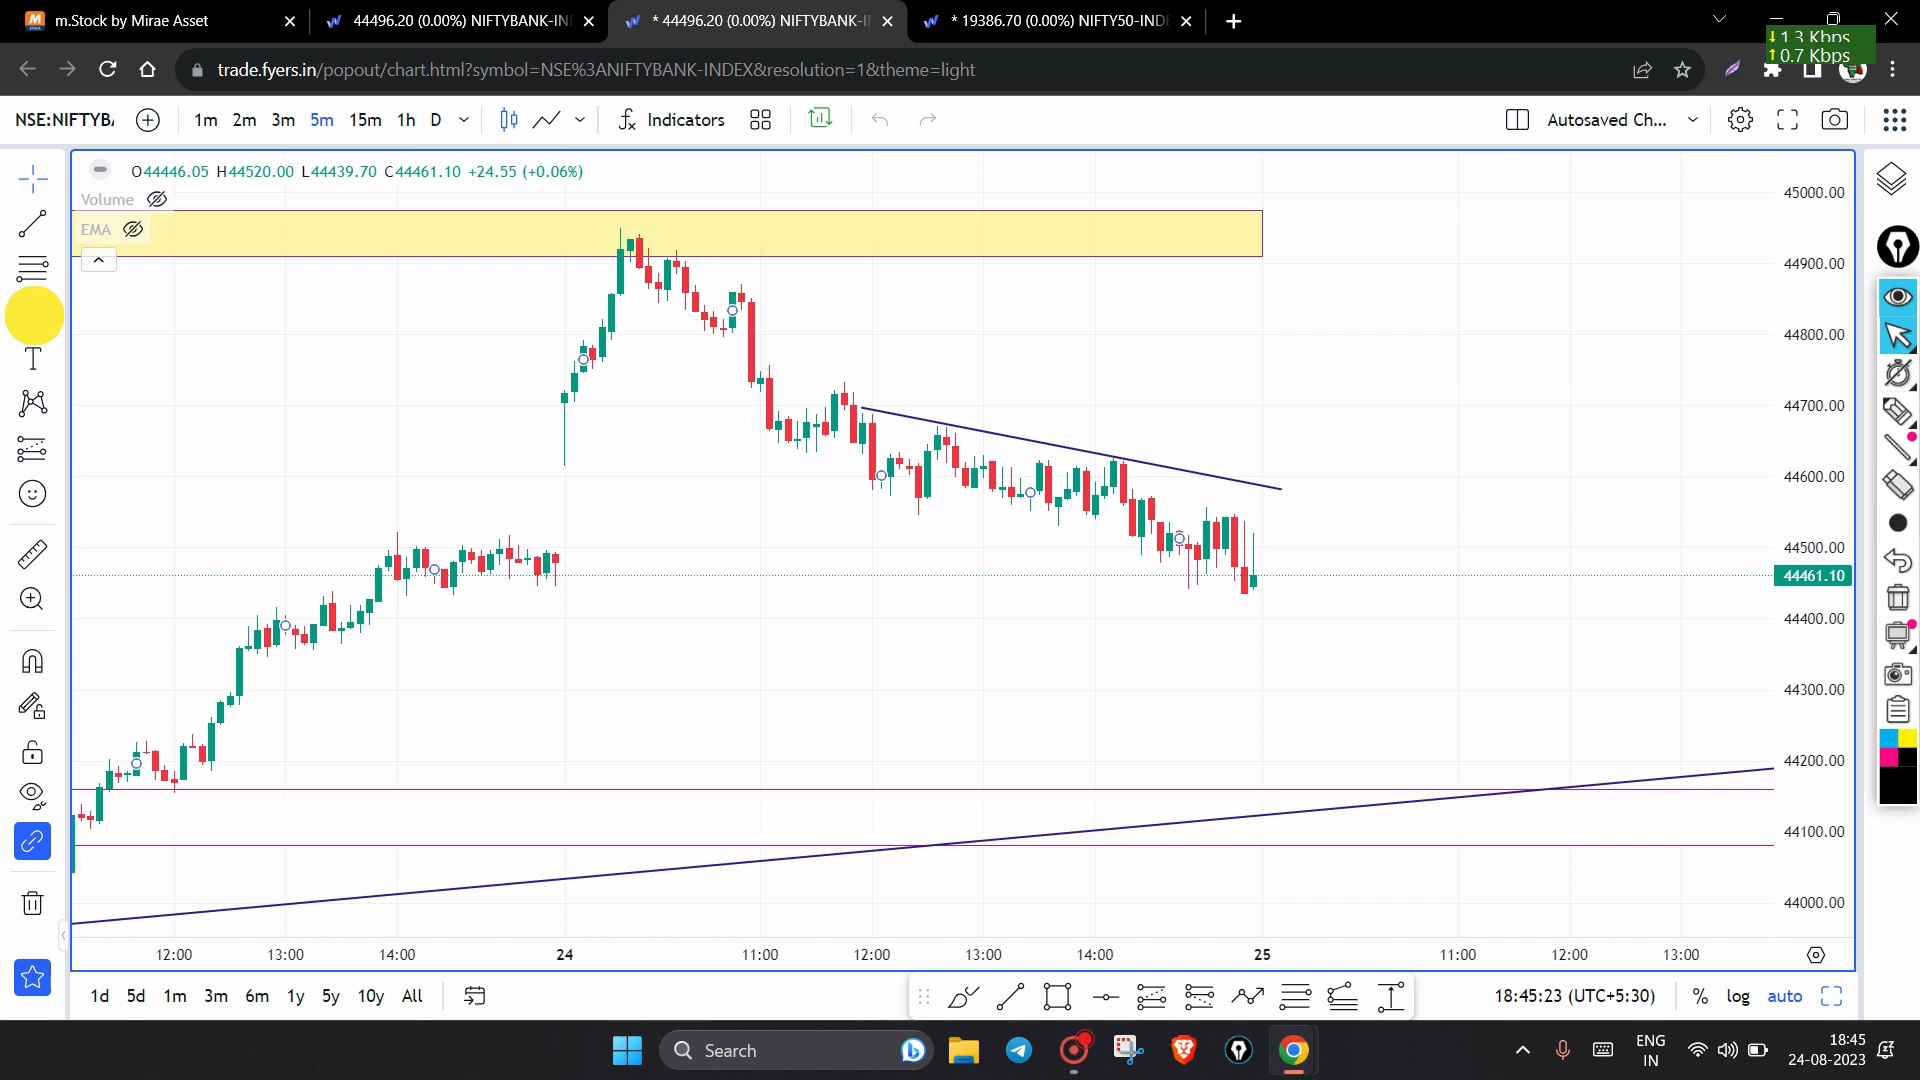 m.Stock by Mirae Asset
44496.20 (0.00%) NIFTYBANK-IN
* 44496.20 (0.00%) NIFTYBANK-I
* 19386.70 (0.00%) NIFTY50-INDE
1.3 Kbps
0.7 Kbps
trade.fyers.in/popout/chart.html?symbol=NSE%3ANIFTYBANK-INDEX&resolution=1&theme=light
NSE:NIFTYB
1m 2m 3m 5m 15m 1h D
Indicators
Autosaved Ch...
O44446.05 H44520.00 L44439.70 C44461.10 +24.55 (+0.06%)
Volume
EMA
45000.00
44900.00
44800.00
44700.00
44600.00
44500.00
44461.10
44400.00
44300.00
44200.00
44100.00
44000.00
12:00 13:00 14:00 24 11:00 12:00 13:00 14:00 25 11:00 12:00 13:00
1d 5d 1m 3m 6m 1y 5y 10y All
18:45:23 (UTC+5:30) % log auto
Search
ENG
IN
18:45
24-08-2023